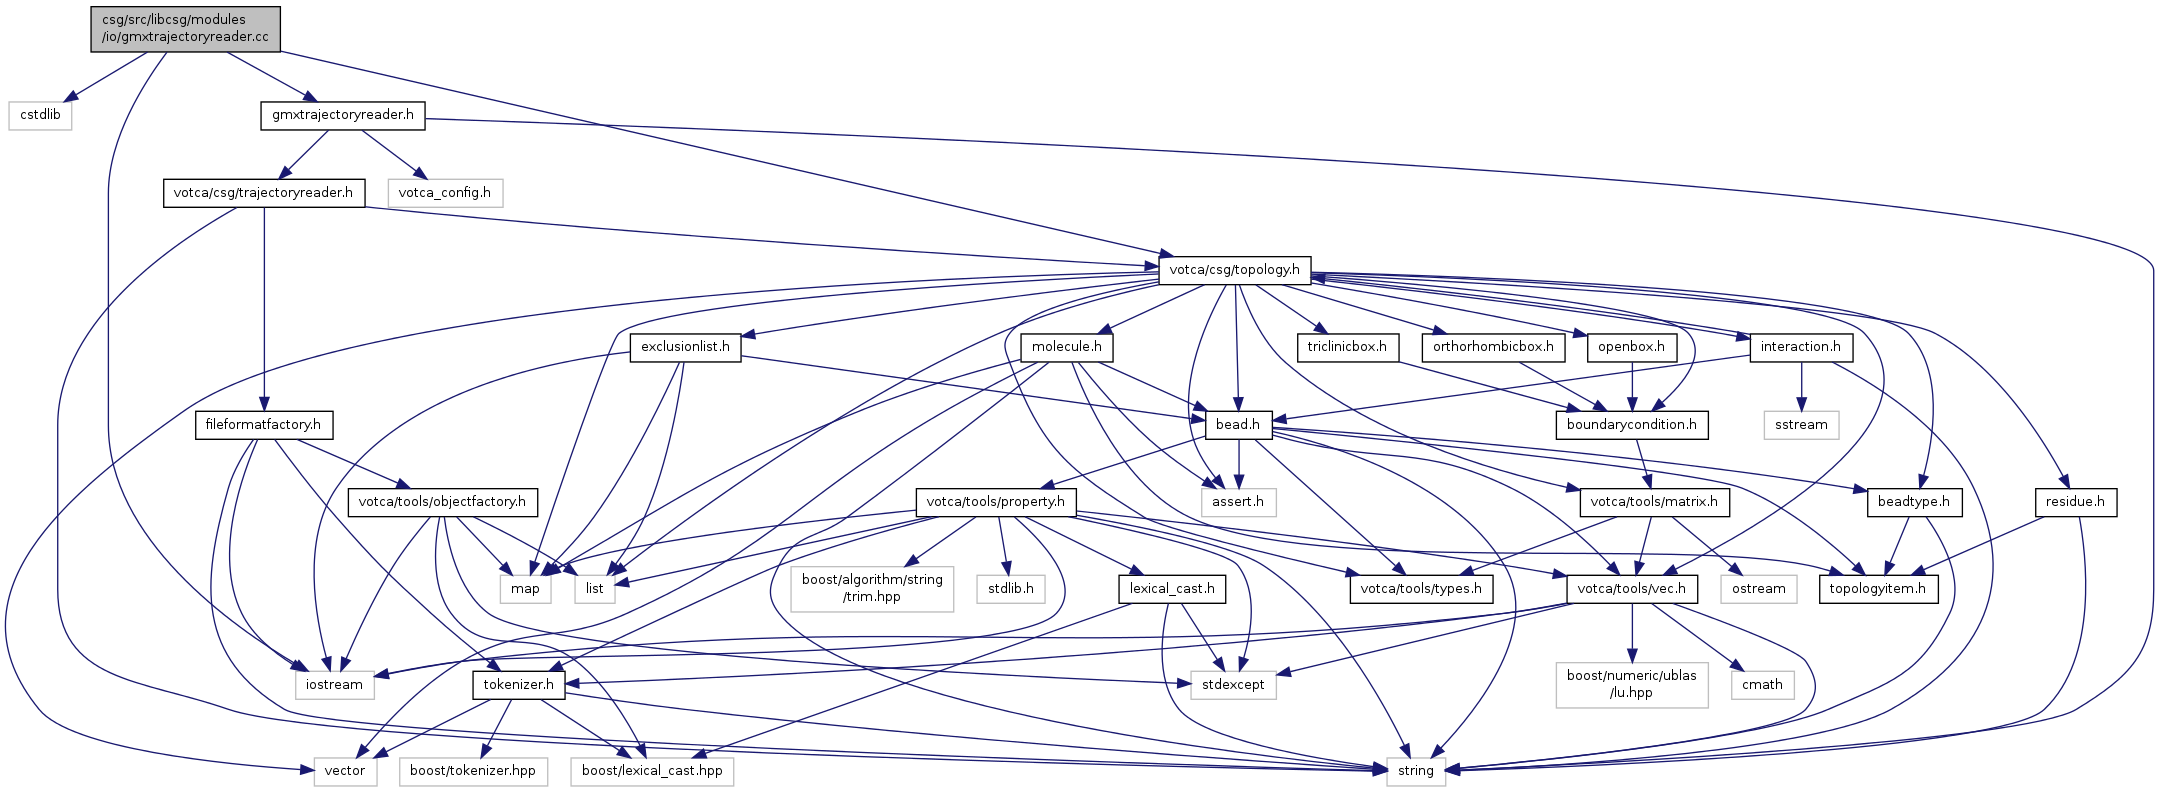 csg/src/libcsg/modules
/io/gmxtrajectoryreader.cc
cstdlib
gmxtrajectoryreader.h
votca/csg/trajectoryreader.h
votca_config.h
votca/csg/topology.h
exclusionlist.h
molecule.h
triclinicbox.h
orthorhombicbox.h
openbox.h
interaction.h
fileformatfactory.h
bead.h
boundarycondition.h
sstream
votca/tools/objectfactory.h
votca/tools/property.h
assert.h
votca/tools/matrix.h
beadtype.h
residue.h
map
list
boost/algorithm/string
/trim.hpp
stdlib.h
lexical_cast.h
votca/tools/types.h
votca/tools/vec.h
ostream
topologyitem.h
iostream
tokenizer.h
stdexcept
boost/numeric/ublas
/lu.hpp
cmath
vector
boost/tokenizer.hpp
boost/lexical_cast.hpp
string